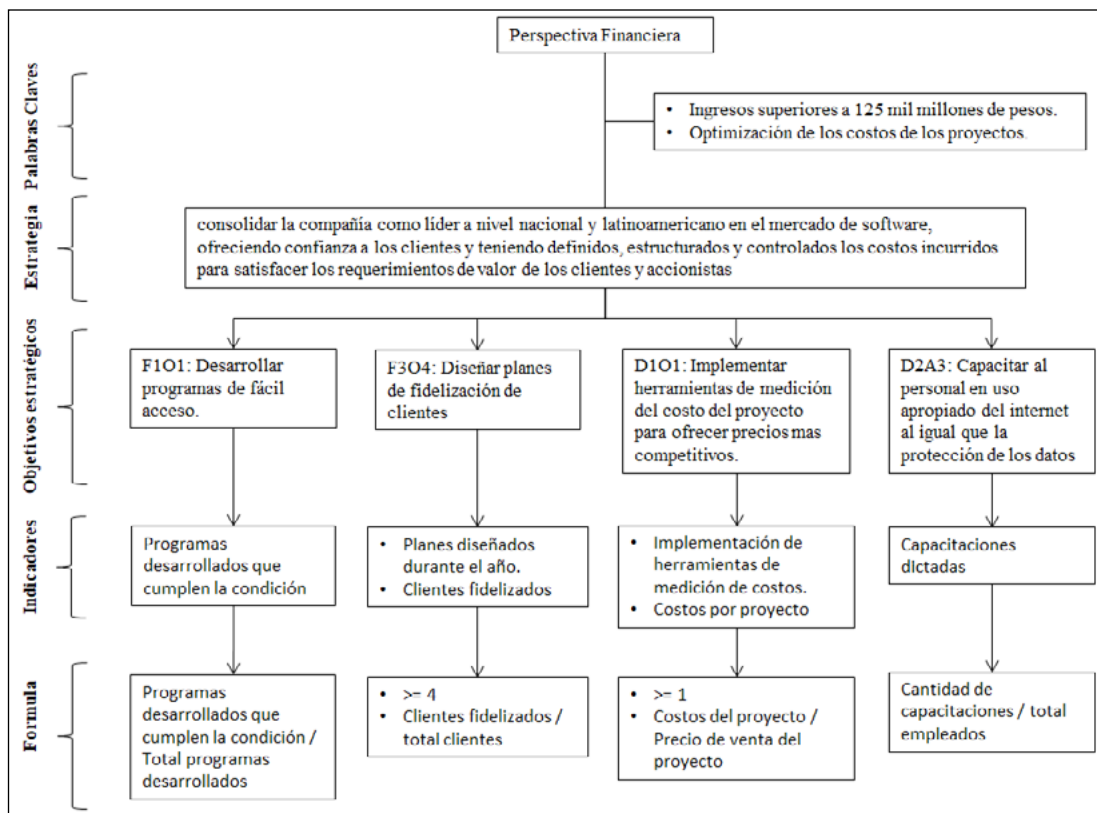 Perspectiva Financiera
Palabras Claves
• Ingresos superiores a 125 mil millones de pesos.
• Optimización de los costos de los proyectos.
Estrategia
consolidar la compañía como líder a nivel nacional y latinoamericano en el mercado de software,
ofreciendo confianza a los clientes y teniendo definidos, estructurados y controlados los costos incurridos
para satisfacer los requerimientos de valor de los clientes y accionistas
Objetivos estratégicos
F1O1: Desarrollar
programas de fácil
acceso.
F3O4: Diseñar planes
de fidelización de
clientes
D1O1: Implementar
herramientas de medición
del costo del proyecto
para ofrecer precios mas
competitivos.
D2A3: Capacitar al
personal en uso
apropiado del internet
al igual que la
protección de los datos
Indicadores
Programas
desarrollados que
cumplen la condición
• Planes diseñados
durante el año.
• Clientes fidelizados
• Implementación de
herramientas de
medición de costos.
• Costos por proyecto
Capacitaciones
dictadas
Formula
Programas
desarrollados que
cumplen la condición /
Total programas
desarrollados
• >= 4
• Clientes fidelizados /
total clientes
• >= 1
• Costos del proyecto /
Precio de venta del
proyecto
Cantidad de
capacitaciones / total
empleados